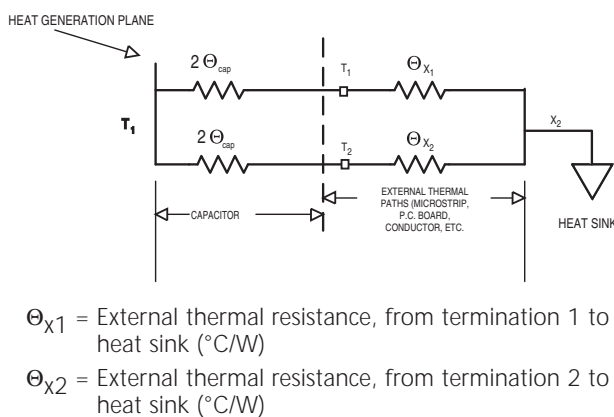 HEAT GENERATION PLANE
2 Θcap
T1
ΘX1
T1
X2
2 Θcap
T2
ΘX2
CAPACITOR
EXTERNAL THERMAL
PATHS (MICROSTRIP,
P.C. BOARD,
CONDUCTOR, ETC.
HEAT SINK
ΘX1 = External thermal resistance, from termination 1 to
heat sink (°C/W)
ΘX2 = External thermal resistance, from termination 2 to
heat sink (°C/W)